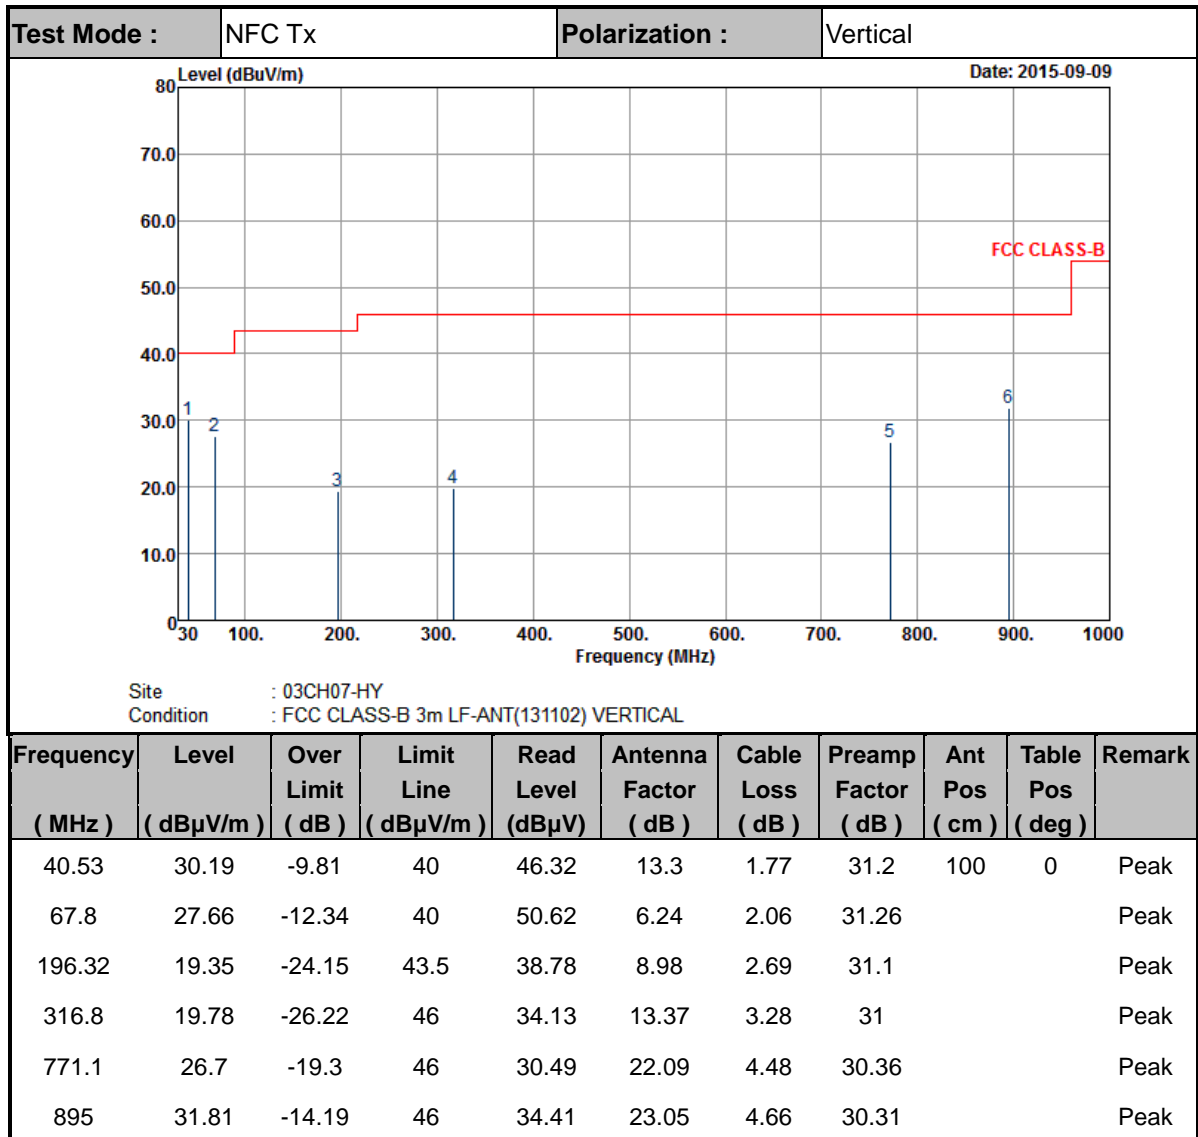 Test Mode : NFC Tx Polarization : Vertical
Level (dBuV/m) Date: 2015-09-09
80
70.0
60.0
FCC CLASS-B
50.0
40.0
30.0
20.0
10.0
0
1 2 3 4 5 6
30 100. 200. 300. 400. 500. 600. 700. 800. 900. 1000
Frequency (MHz)
Site : 03CH07-HY
Condition : FCC CLASS-B 3m LF-ANT(131102) VERTICAL
Frequency Level Over Limit Read Antenna Cable Preamp Ant Table Remark
Limit Line Level Factor Loss Factor Pos Pos
( MHz ) ( dBµV/m ) ( dB ) ( dBµV/m ) (dBµV) ( dB ) ( dB ) ( dB ) ( cm ) ( deg )
40.53 30.19 -9.81 40 46.32 13.3 1.77 31.2 100 0 Peak
67.8 27.66 -12.34 40 50.62 6.24 2.06 31.26 Peak
196.32 19.35 -24.15 43.5 38.78 8.98 2.69 31.1 Peak
316.8 19.78 -26.22 46 34.13 13.37 3.28 31 Peak
771.1 26.7 -19.3 46 30.49 22.09 4.48 30.36 Peak
895 31.81 -14.19 46 34.41 23.05 4.66 30.31 Peak